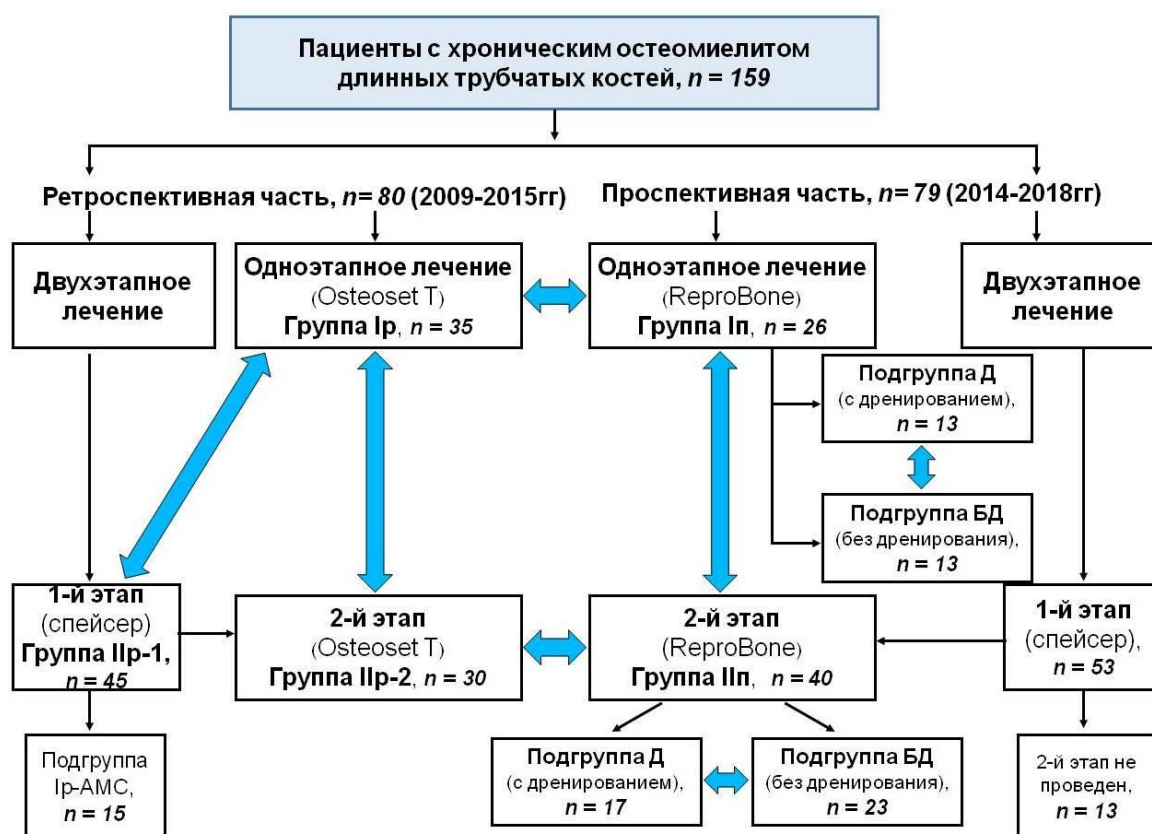 Пациенты с хроническим остеомиелитом
длинных трубчатых костей, n = 159
Ретроспективная часть, n= 80 (2009-2015гг)
Проспективная часть, n= 79 (2014-2018гг)
Двухэтапное
лечение
Одноэтапное лечение
(Osteoset T)
Группа Iр, n = 35
Одноэтапное лечение
(ReproBone)
Группа Iп, n = 26
Двухэтапное
лечение
Подгруппа Д
(с дренированием),
n = 13
Подгруппа БД
(без дренирования),
n = 13
1-й этап
(спейсер)
Группа IIр-1,
n = 45
2-й этап
(Osteoset T)
Группа IIр-2, n = 30
2-й этап
(ReproBone)
Группа IIп, n = 40
1-й этап
(спейсер),
n = 53
Подгруппа
Iр-АМС,
n = 15
Подгруппа Д
(с дренированием),
n = 17
Подгруппа БД
(без дренирования),
n = 23
2-й этап не
проведен,
n = 13